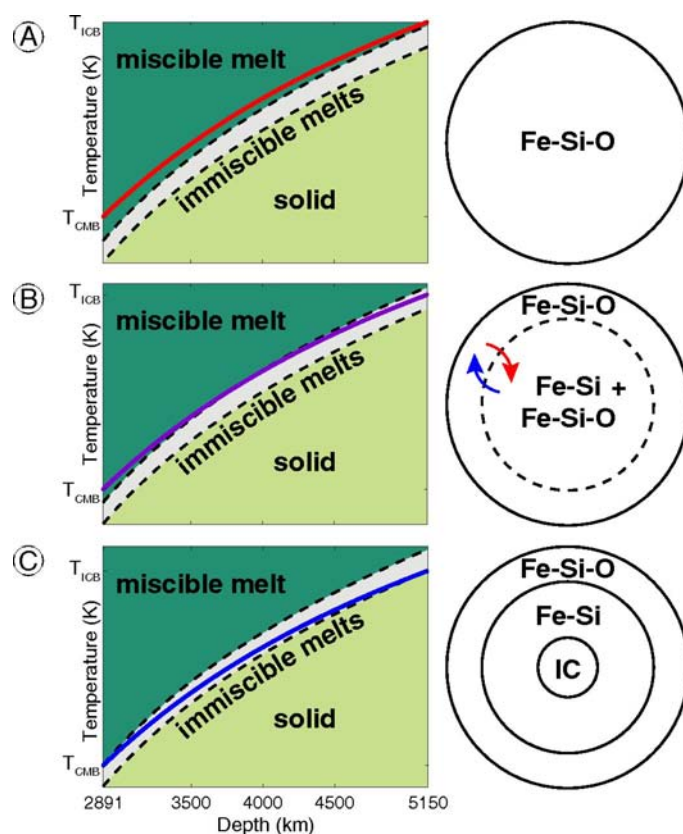 A
T_ICB
Temperature (K)
T_CMB
miscible melt
immiscible melts
solid
Fe-Si-O
B
T_ICB
Temperature (K)
T_CMB
miscible melt
immiscible melts
solid
Fe-Si-O
Fe-Si +
Fe-Si-O
C
T_ICB
Temperature (K)
T_CMB
miscible melt
immiscible melts
solid
2891 3500 4000 4500 5150
Depth (km)
Fe-Si-O
Fe-Si
IC